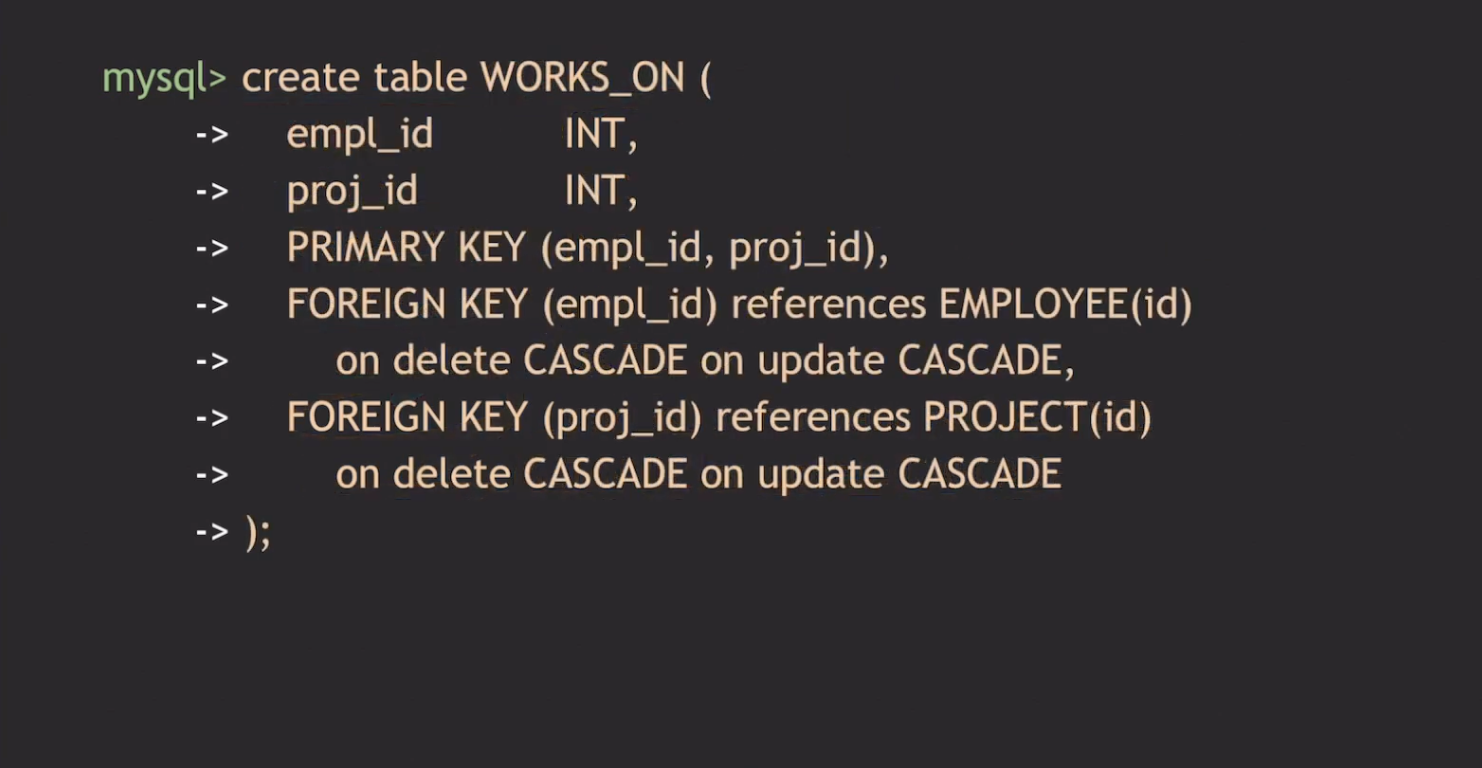 mysql> create table WORKS_ON (
-> empl_id INT,
-> proj_id INT,
-> PRIMARY KEY (empl_id, proj_id),
-> FOREIGN KEY (empl_id) references EMPLOYEE(id)
-> on delete CASCADE on update CASCADE,
-> FOREIGN KEY (proj_id) references PROJECT(id)
-> on delete CASCADE on update CASCADE
-> );